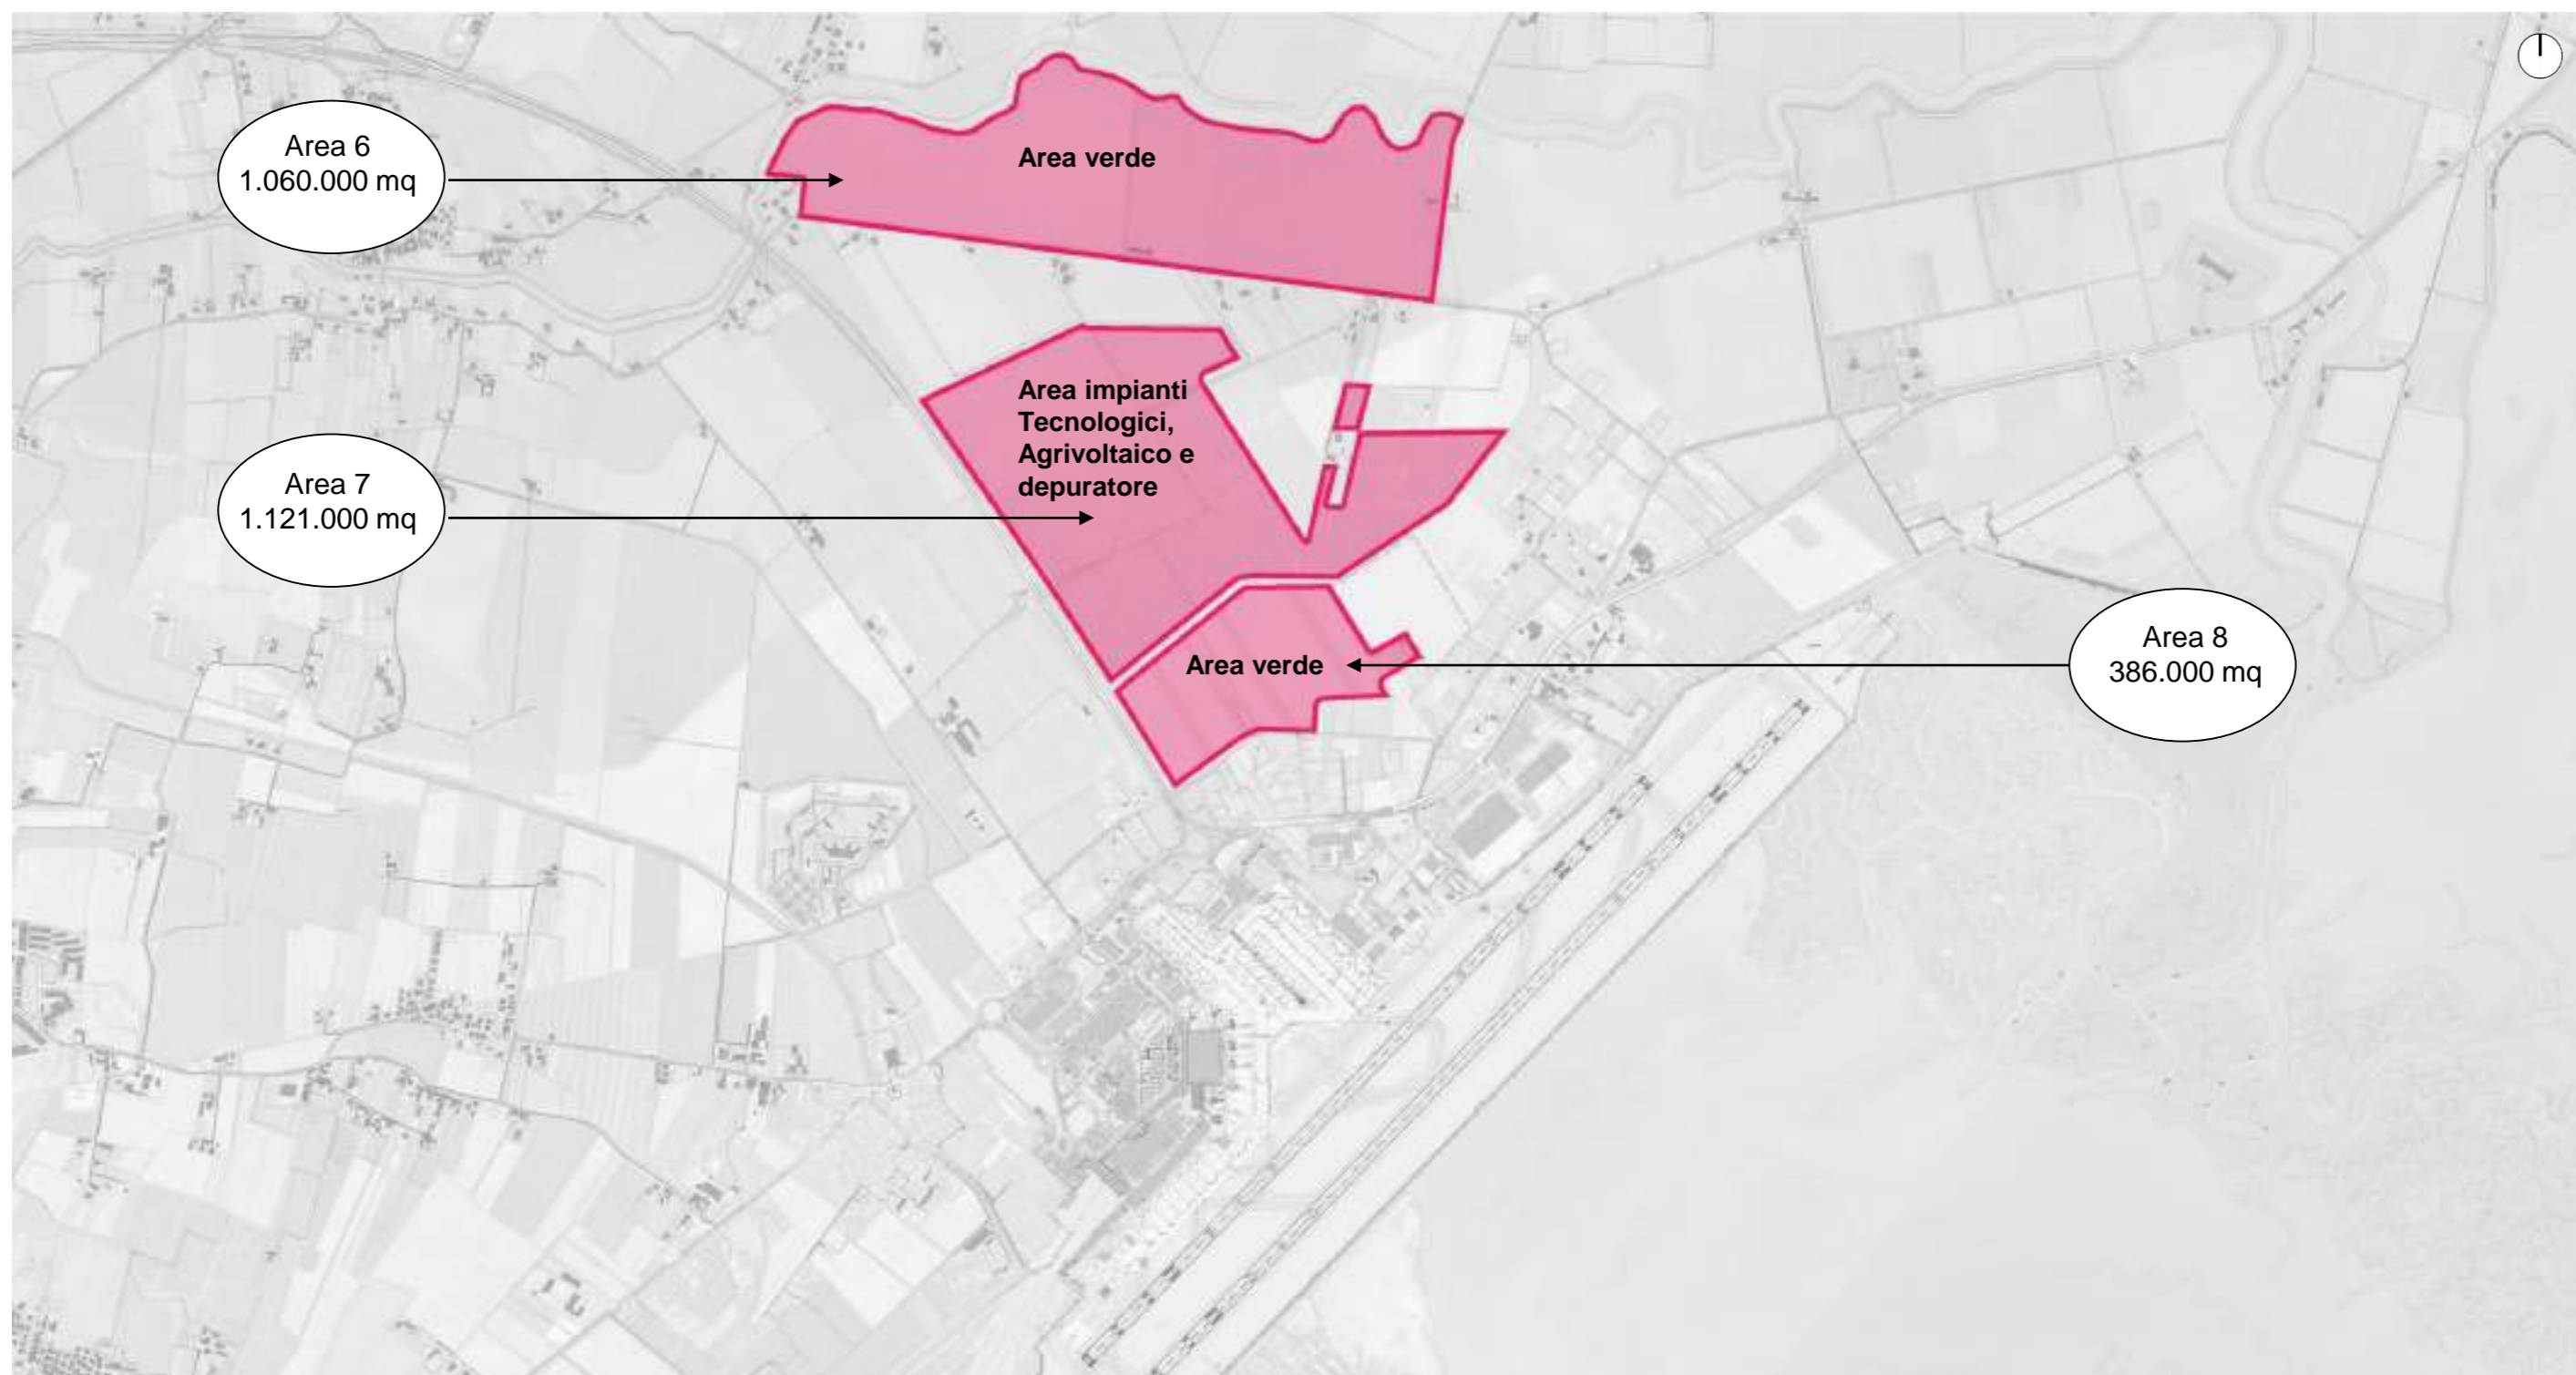 Area 6
1.060.000 mq
Area verde
Area impianti
Tecnologici,
Agrivoltaico e
depuratore
Area 7
1.121.000 mq
Area verde
Area 8
386.000 mq